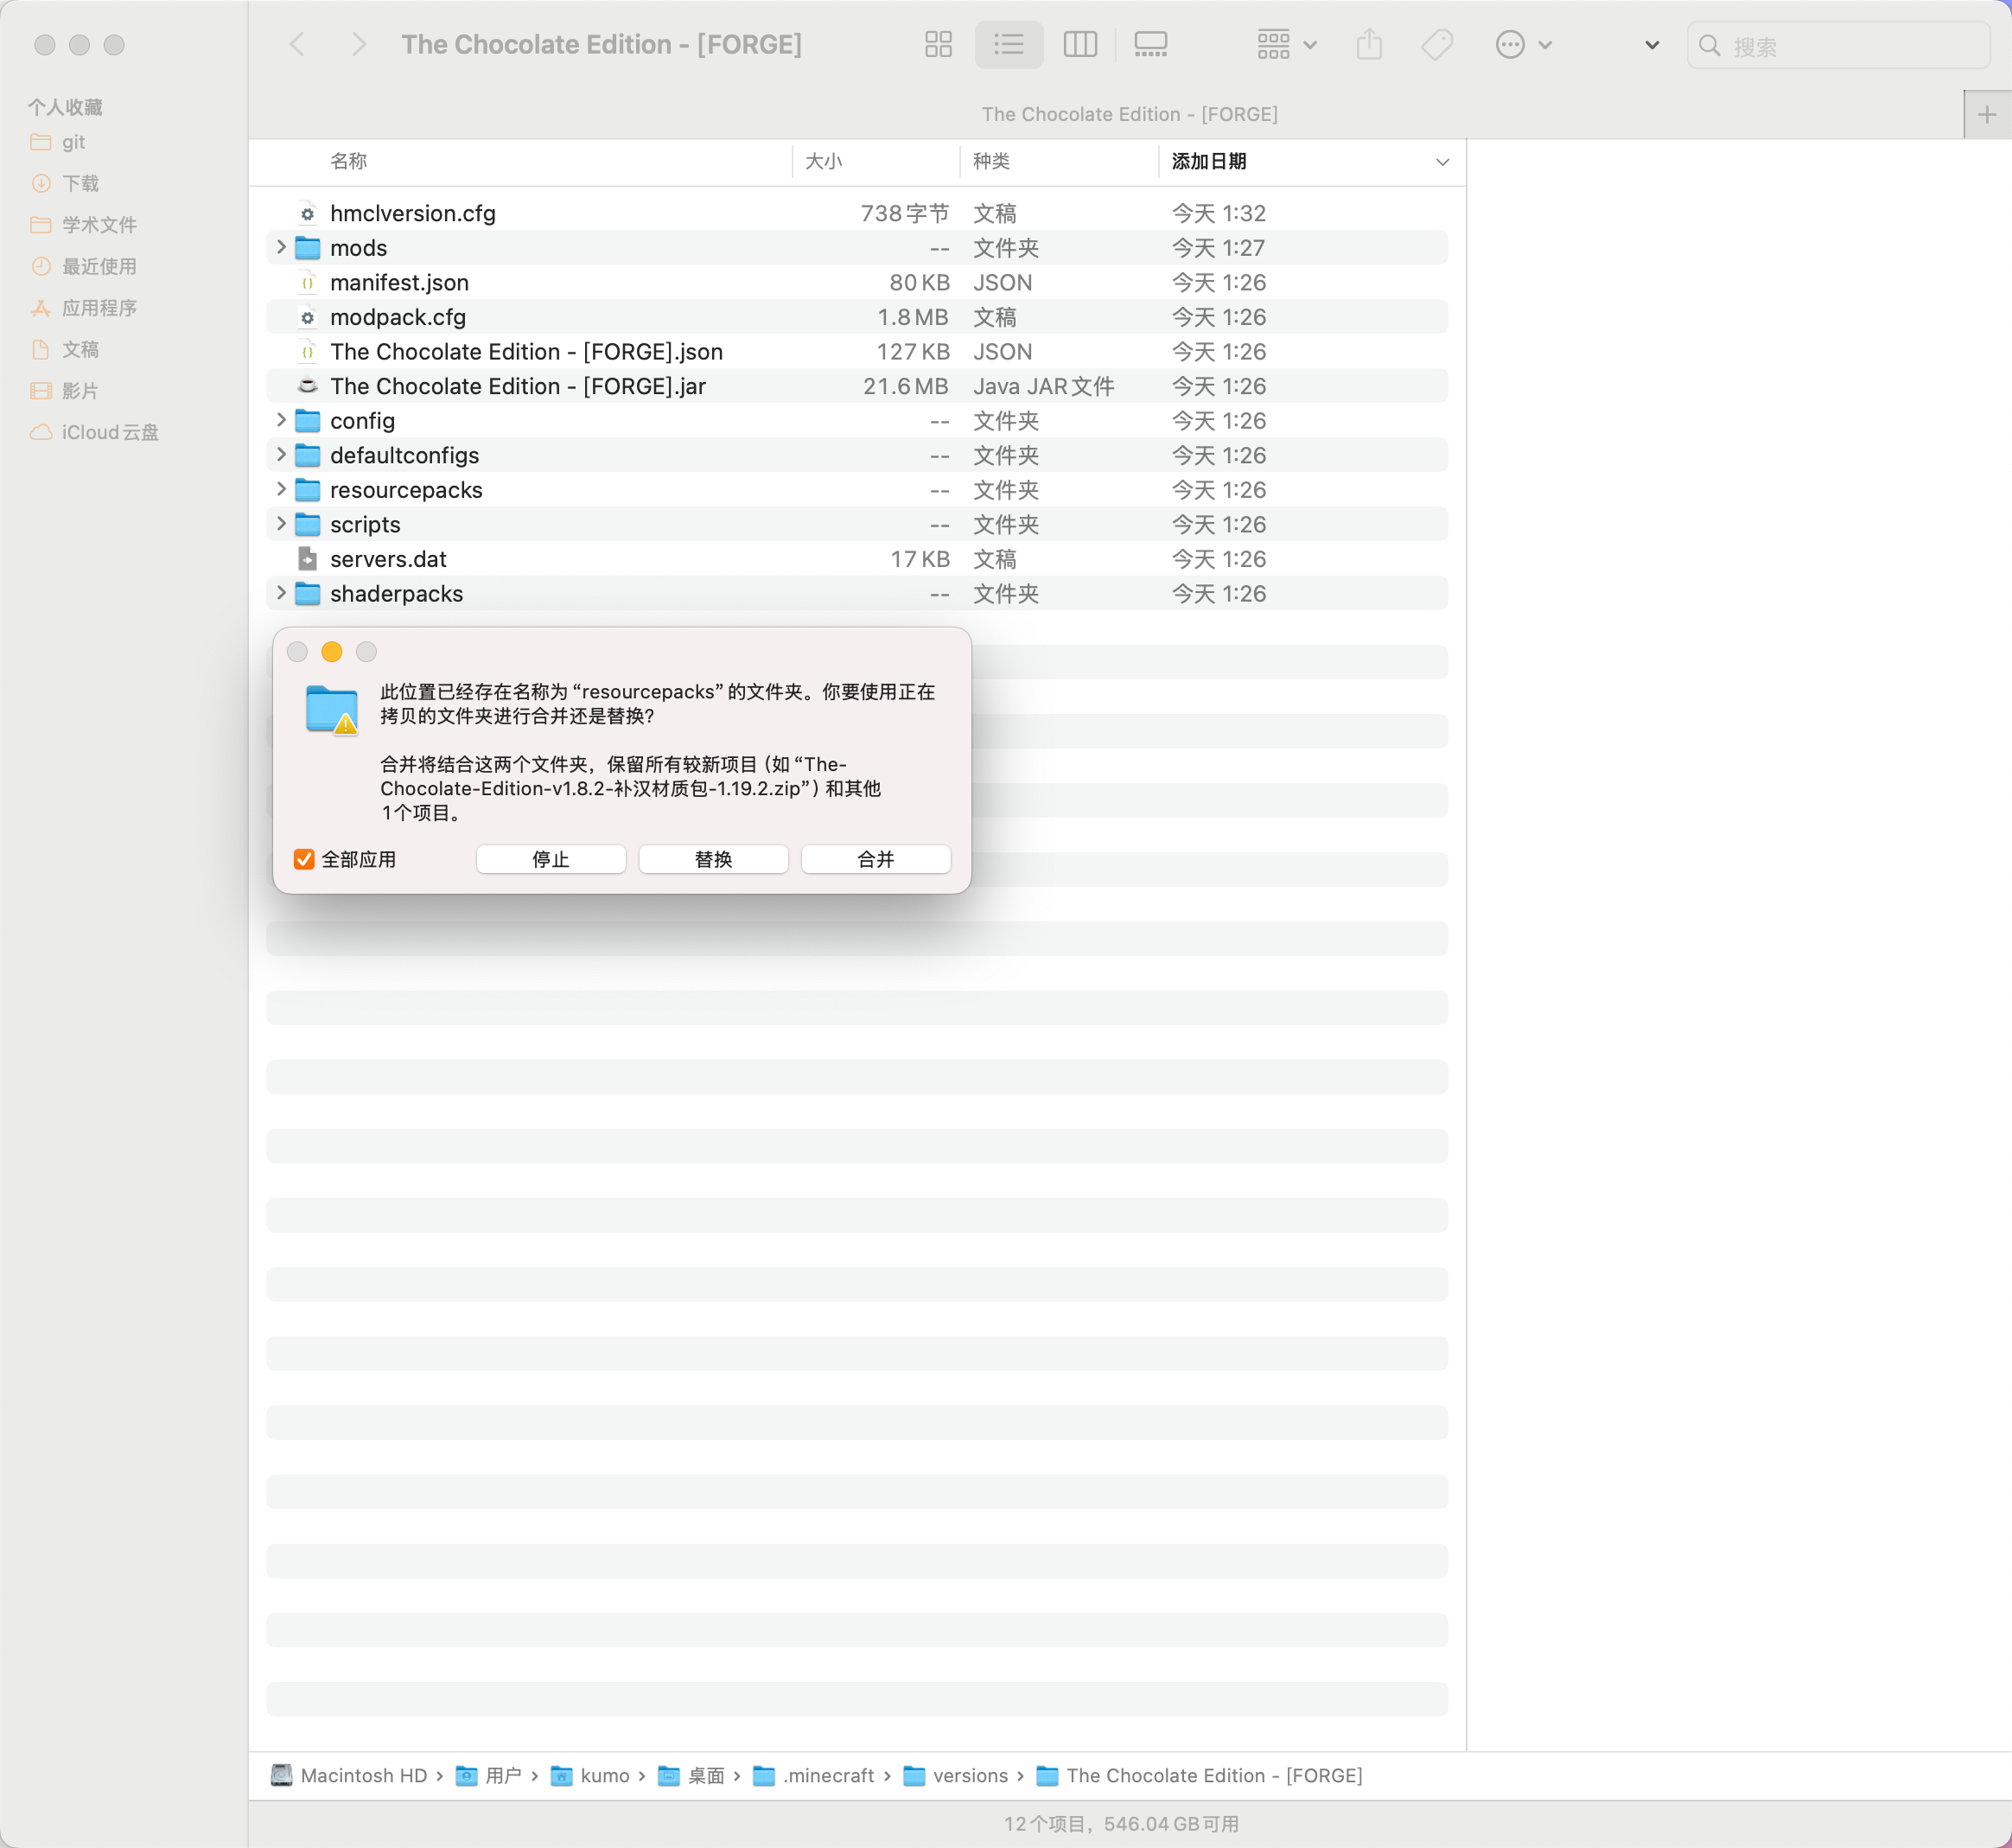 The Chocolate Edition - [FORGE]
搜索
The Chocolate Edition - [FORGE]
个人收藏
git
下载
学术文件
最近使用
应用程序
文稿
影片
iCloud云盘
名称 大小 种类 添加日期
hmclversion.cfg 738字节 文稿 今天 1:32
mods -- 文件夹 今天 1:27
manifest.json 80 KB JSON 今天 1:26
modpack.cfg 1.8 MB 文稿 今天 1:26
The Chocolate Edition - [FORGE].json 127 KB JSON 今天 1:26
The Chocolate Edition - [FORGE].jar 21.6 MB Java JAR文件 今天 1:26
config -- 文件夹 今天 1:26
defaultconfigs -- 文件夹 今天 1:26
resourcepacks -- 文件夹 今天 1:26
scripts -- 文件夹 今天 1:26
servers.dat 17 KB 文稿 今天 1:26
shaderpacks -- 文件夹 今天 1:26
此位置已经存在名称为“resourcepacks”的文件夹。你要使用正在
拷贝的文件夹进行合并还是替换？
合并将结合这两个文件夹，保留所有较新项目（如“The-
Chocolate-Edition-v1.8.2-补汉材质包-1.19.2.zip”）和其他
1个项目。
全部应用 停止 替换 合并
Macintosh HD › 用户 › kumo › 桌面 › .minecraft › versions › The Chocolate Edition - [FORGE]
12个项目，546.04 GB可用